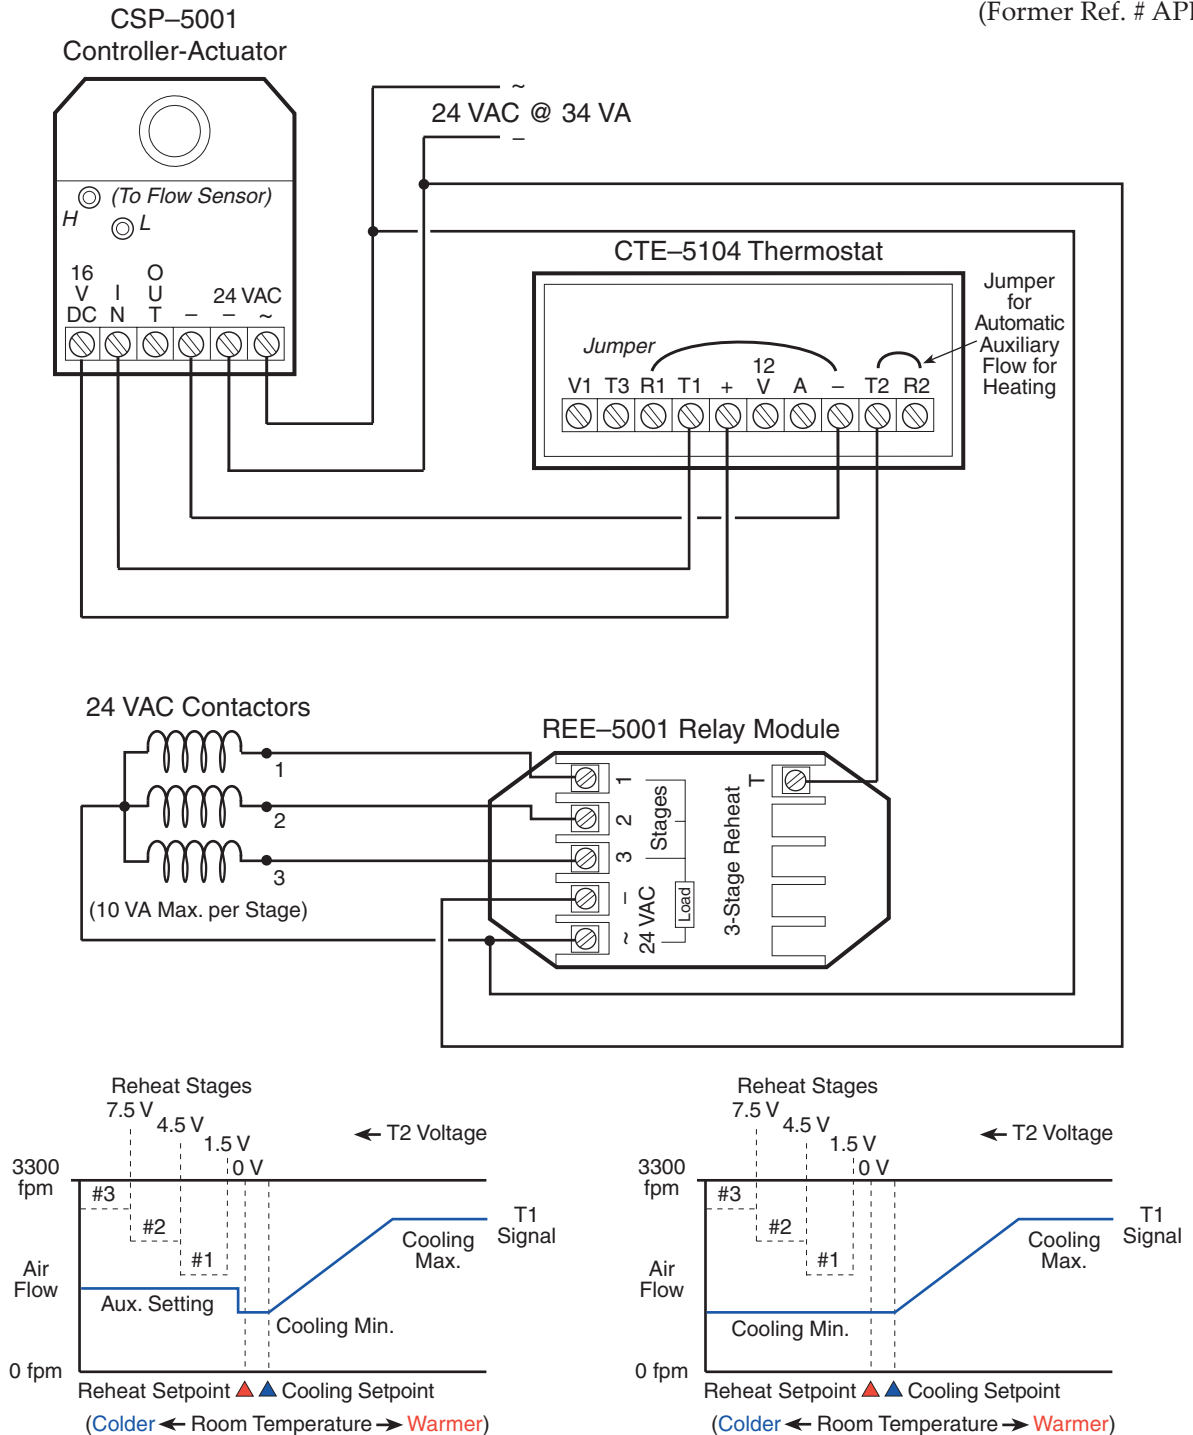 (Former Ref. # API
CSP–5001
Controller-Actuator
~
24 VAC @ 34 VA
–
(To Flow Sensor)
H
L
16 V DC
IN
OUT
–
24 VAC
–
~
CTE–5104 Thermostat
Jumper
for
Automatic
Auxiliary
Flow for
Heating
Jumper
V1 T3 R1 T1 + 12 V A – T2 R2
24 VAC Contactors
1
2
3
(10 VA Max. per Stage)
REE–5001 Relay Module
1
2
3
Stages
–
~
24 VAC
Load
3-Stage Reheat
T
Reheat Stages
7.5 V
4.5 V
1.5 V
0 V
T2 Voltage
3300
fpm
#3
#2
#1
Air
Flow
Aux. Setting
Cooling Min.
Cooling
Max.
T1
Signal
0 fpm
Reheat Setpoint
Cooling Setpoint
(Colder ← Room Temperature → Warmer)
Reheat Stages
7.5 V
4.5 V
1.5 V
0 V
T2 Voltage
3300
fpm
#3
#2
#1
Air
Flow
Cooling Min.
Cooling
Max.
T1
Signal
0 fpm
Reheat Setpoint
Cooling Setpoint
(Colder ← Room Temperature → Warmer)